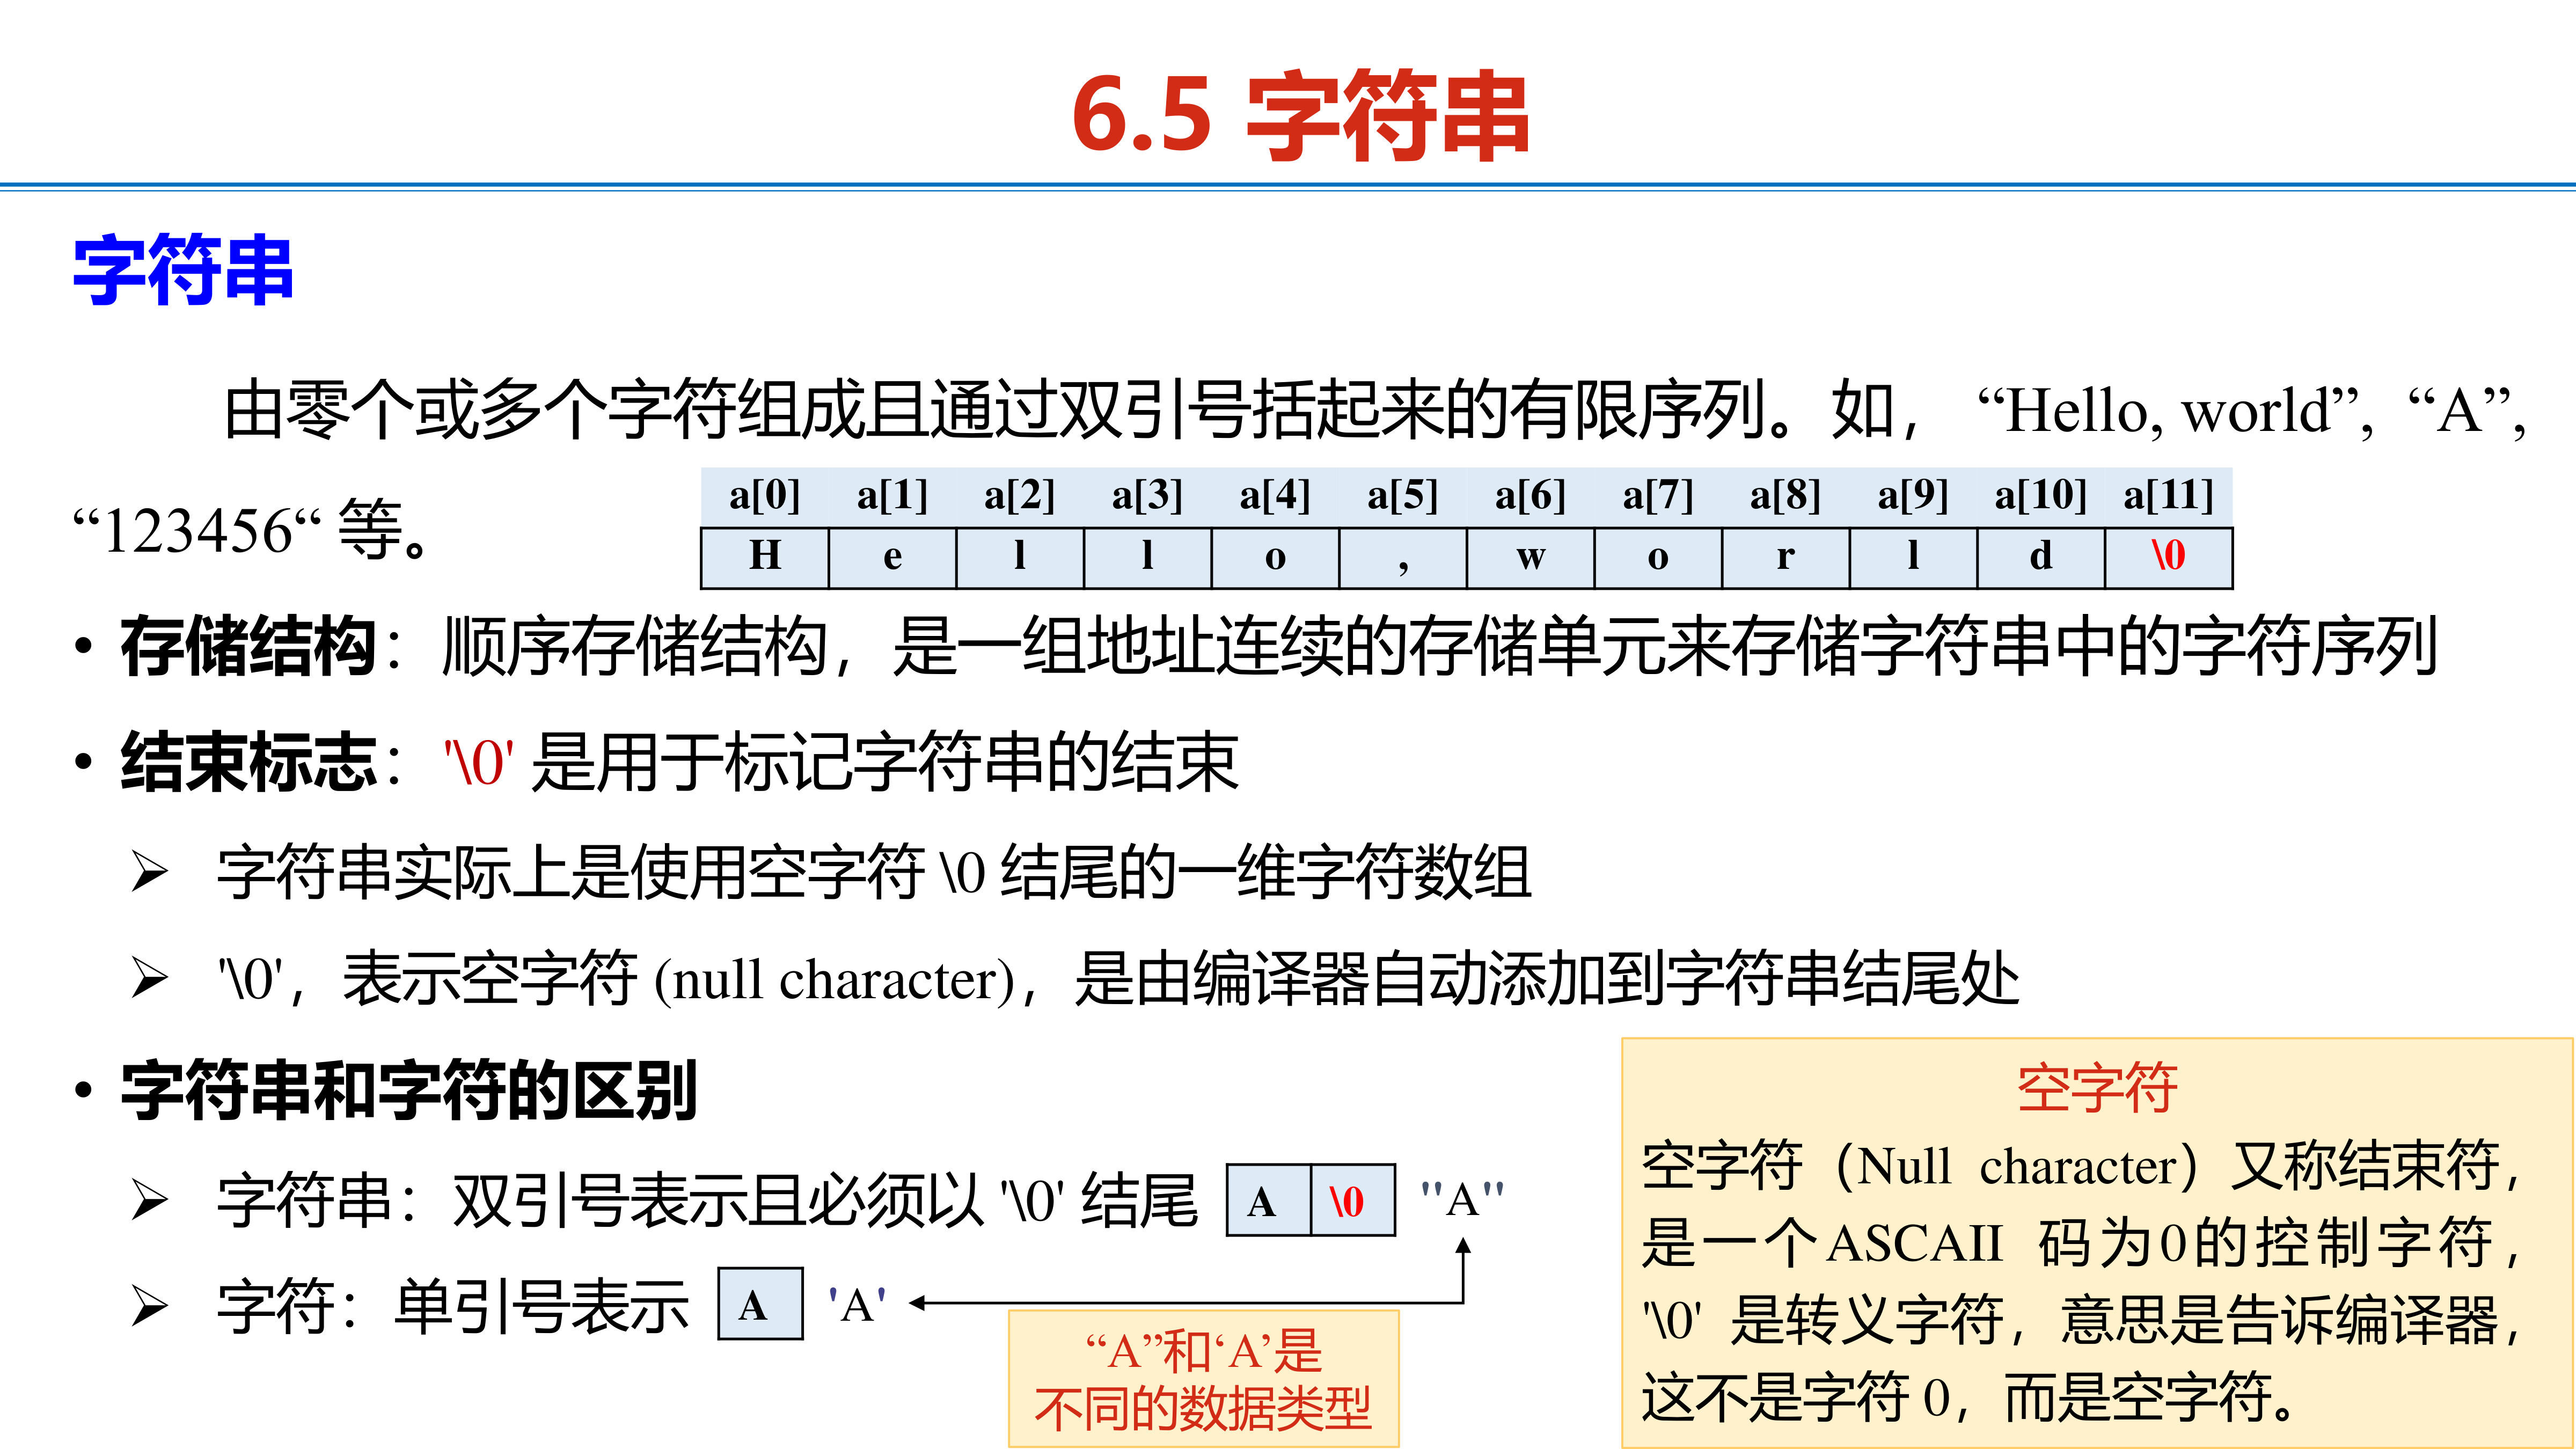 6.5 字符串
字符串
由零个或多个字符组成且通过双引号括起来的有限序列。如， “Hello, world”, “A”,
“123456“ 等。
a[0] a[1] a[2] a[3] a[4] a[5] a[6] a[7] a[8] a[9] a[10] a[11]
H e l l o , w o r l d \0
• 存储结构：顺序存储结构，是一组地址连续的存储单元来存储字符串中的字符序列
• 结束标志：'\0' 是用于标记字符串的结束
➢ 字符串实际上是使用空字符 \0 结尾的一维字符数组
➢ '\0'，表示空字符 (null character)，是由编译器自动添加到字符串结尾处
• 字符串和字符的区别
➢ 字符串：双引号表示且必须以 '\0' 结尾 A \0 "A"
➢ 字符：单引号表示 A 'A'
“A”和‘A’是
不同的数据类型
空字符
空字符（Null character）又称结束符，
是一个ASCAII 码为0的控制字符，
'\0' 是转义字符，意思是告诉编译器，
这不是字符 0，而是空字符。